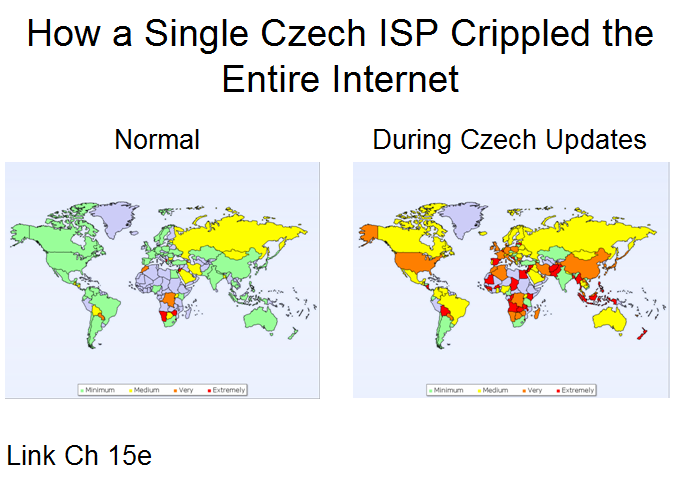 How a Single Czech ISP Crippled the
Entire Internet
Normal
During Czech Updates
Minimum Medium Very Extremely
Minimum Medium Very Extremely
Link Ch 15e